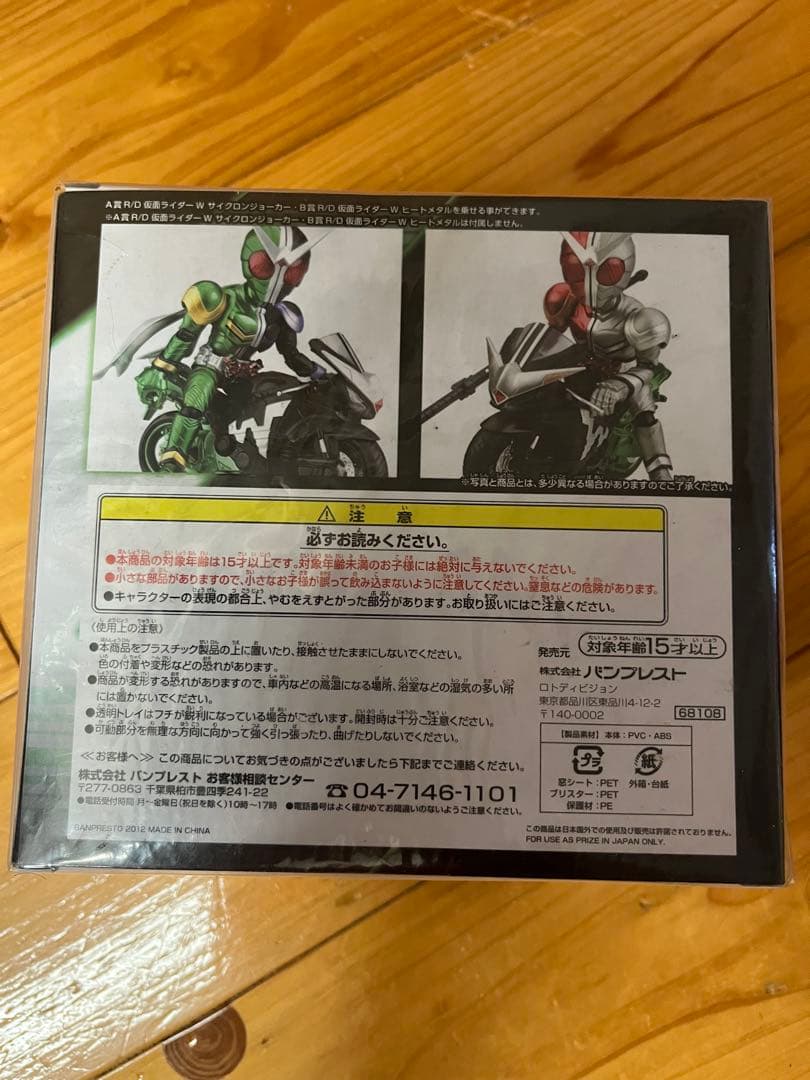 A賞 R/D 仮面ライダーW サイクロンジョーカー・B賞 R/D 仮面ライダーW ヒートメタルを乗せる事ができます。
※A賞 R/D 仮面ライダーW サイクロンジョーカー・B賞 R/D 仮面ライダーW ヒートメタルは付属しません。
※写真と商品とは、多少異なる場合がありますのでご了承ください。
⚠ 注意
必ずお読みください。
●本商品の対象年齢は15才以上です。対象年齢未満のお子様には絶対に与えないでください。
●小さな部品がありますので、小さなお子様が誤って飲み込まないように注意してください。窒息などの危険があります。
●キャラクターの表現の都合上、やむをえずとがった部分があります。お取り扱いにはご注意ください。
〈使用上の注意〉
●本商品をプラスチック製品の上に置いたり、接触させたままにしないでください。
色の付着や変形などの恐れがあります。
●商品が変形する恐れがありますので、車内などの高温になる場所、浴室などの湿気の多い所
には置かないでください。
●透明トレイはフチが鋭利になっている場合がございます。開封時は十分ご注意ください。
●可動部分を無理な方向に向かって強く引っ張ったり、曲げたりしないでください。
≪お客様へ≫ この商品についてお気づきの点がございましたら下記までご連絡ください。
株式会社 バンプレスト お客様相談センター
〒277-0863 千葉県柏市豊四季241-22
☎04-7146-1101
●電話受付時間 月〜金曜日(祝日を除く)10時〜17時
●電話番号はよく確かめてお間違いのないようご注意ください。
BANPRESTO 2012 MADE IN CHINA
対象年齢15才以上
発売元
株式会社 バンプレスト
ロトディビジョン
東京都品川区東品川4-12-2
〒140-0002
68108
【製品素材】本体：PVC・ABS
プラ
紙
窓シート：PET
ブリスター：PET
保護材：PE
外箱・台紙
この商品は日本国外での使用及び販売は許諾されておりません。
FOR USE AS PRIZE IN JAPAN ONLY.